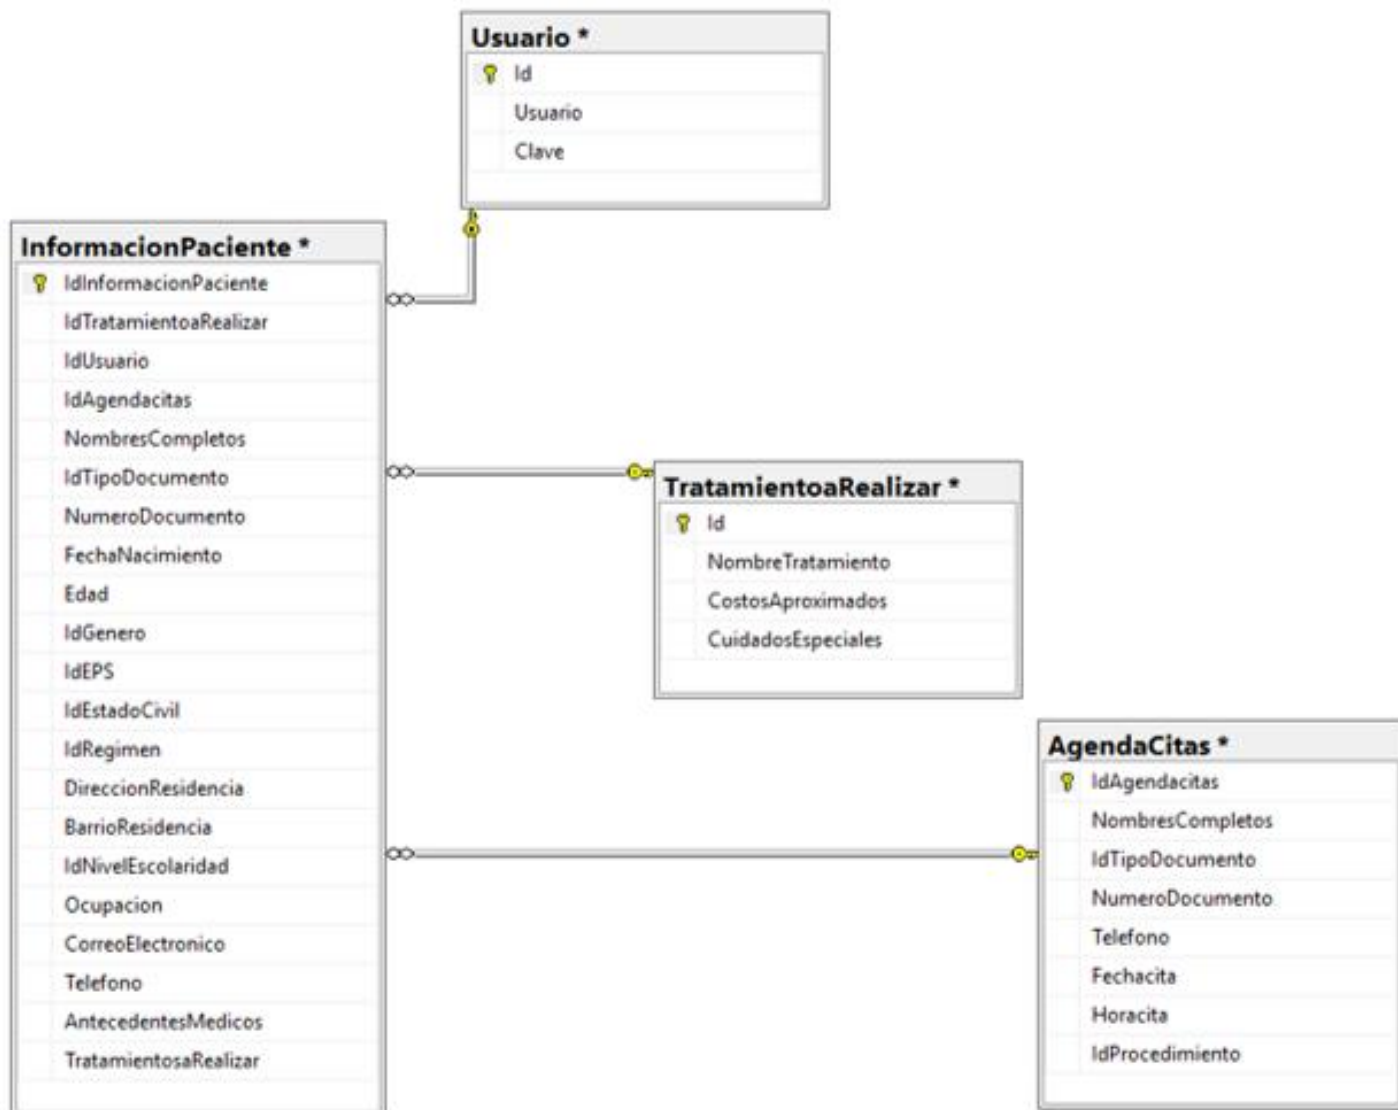 Usuario *
Id
Usuario
Clave
InformacionPaciente *
IdInformacionPaciente
IdTratamientoaRealizar
IdUsuario
IdAgendacitas
NombresCompletos
IdTipoDocumento
NumeroDocumento
FechaNacimiento
Edad
IdGenero
IdEPS
IdEstadoCivil
IdRegimen
DireccionResidencia
BarrioResidencia
IdNivelEscolaridad
Ocupacion
CorreoElectronico
Telefono
AntecedentesMedicos
TratamientosaRealizar
TratamientoaRealizar *
Id
NombreTratamiento
CostosAproximados
CuidadosEspeciales
AgendaCitas *
IdAgendacitas
NombresCompletos
IdTipoDocumento
NumeroDocumento
Telefono
Fechacita
Horacita
IdProcedimiento